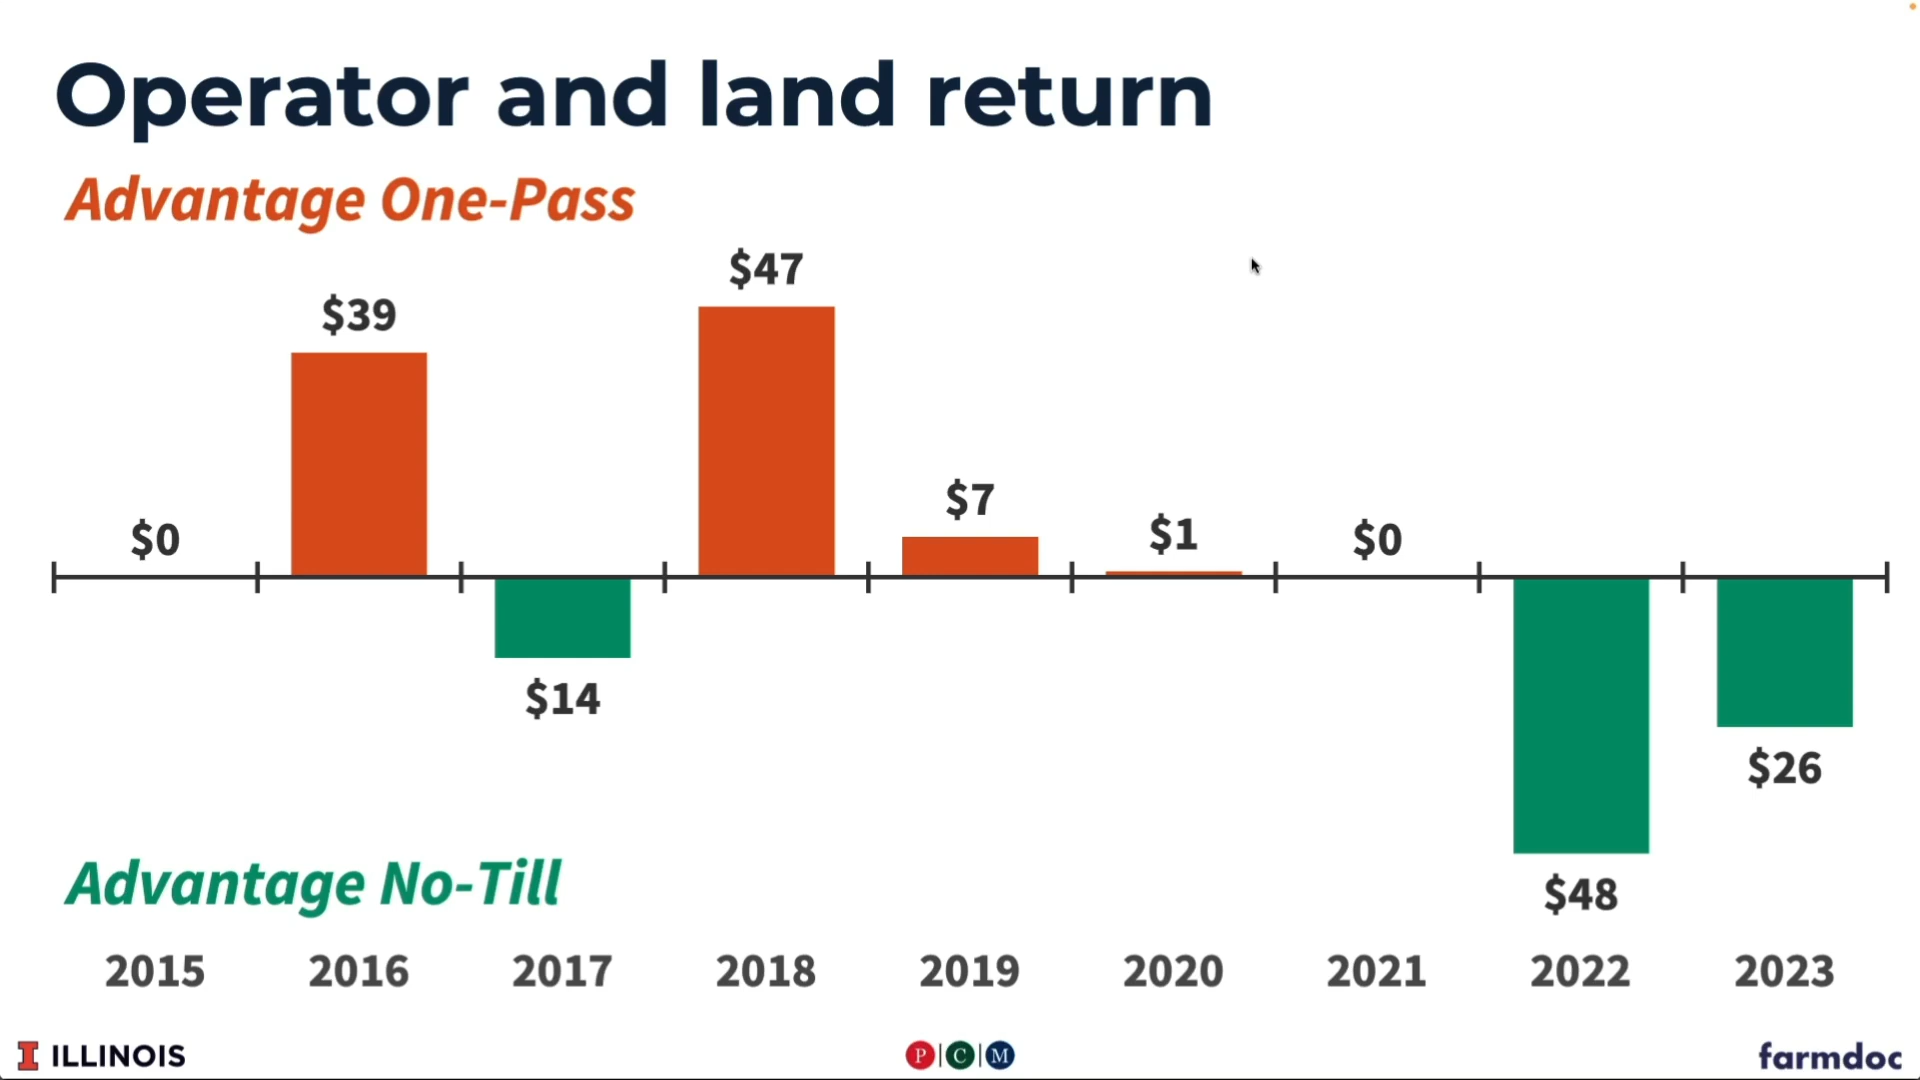 Operator and land return
Advantage One-Pass
$47
$39
$7
$1
$0
$0
$14
$26
$48
Advantage No-Till
2015 2016 2017 2018 2019 2020 2021 2022 2023
I ILLINOIS
P|C|M
farmdoc